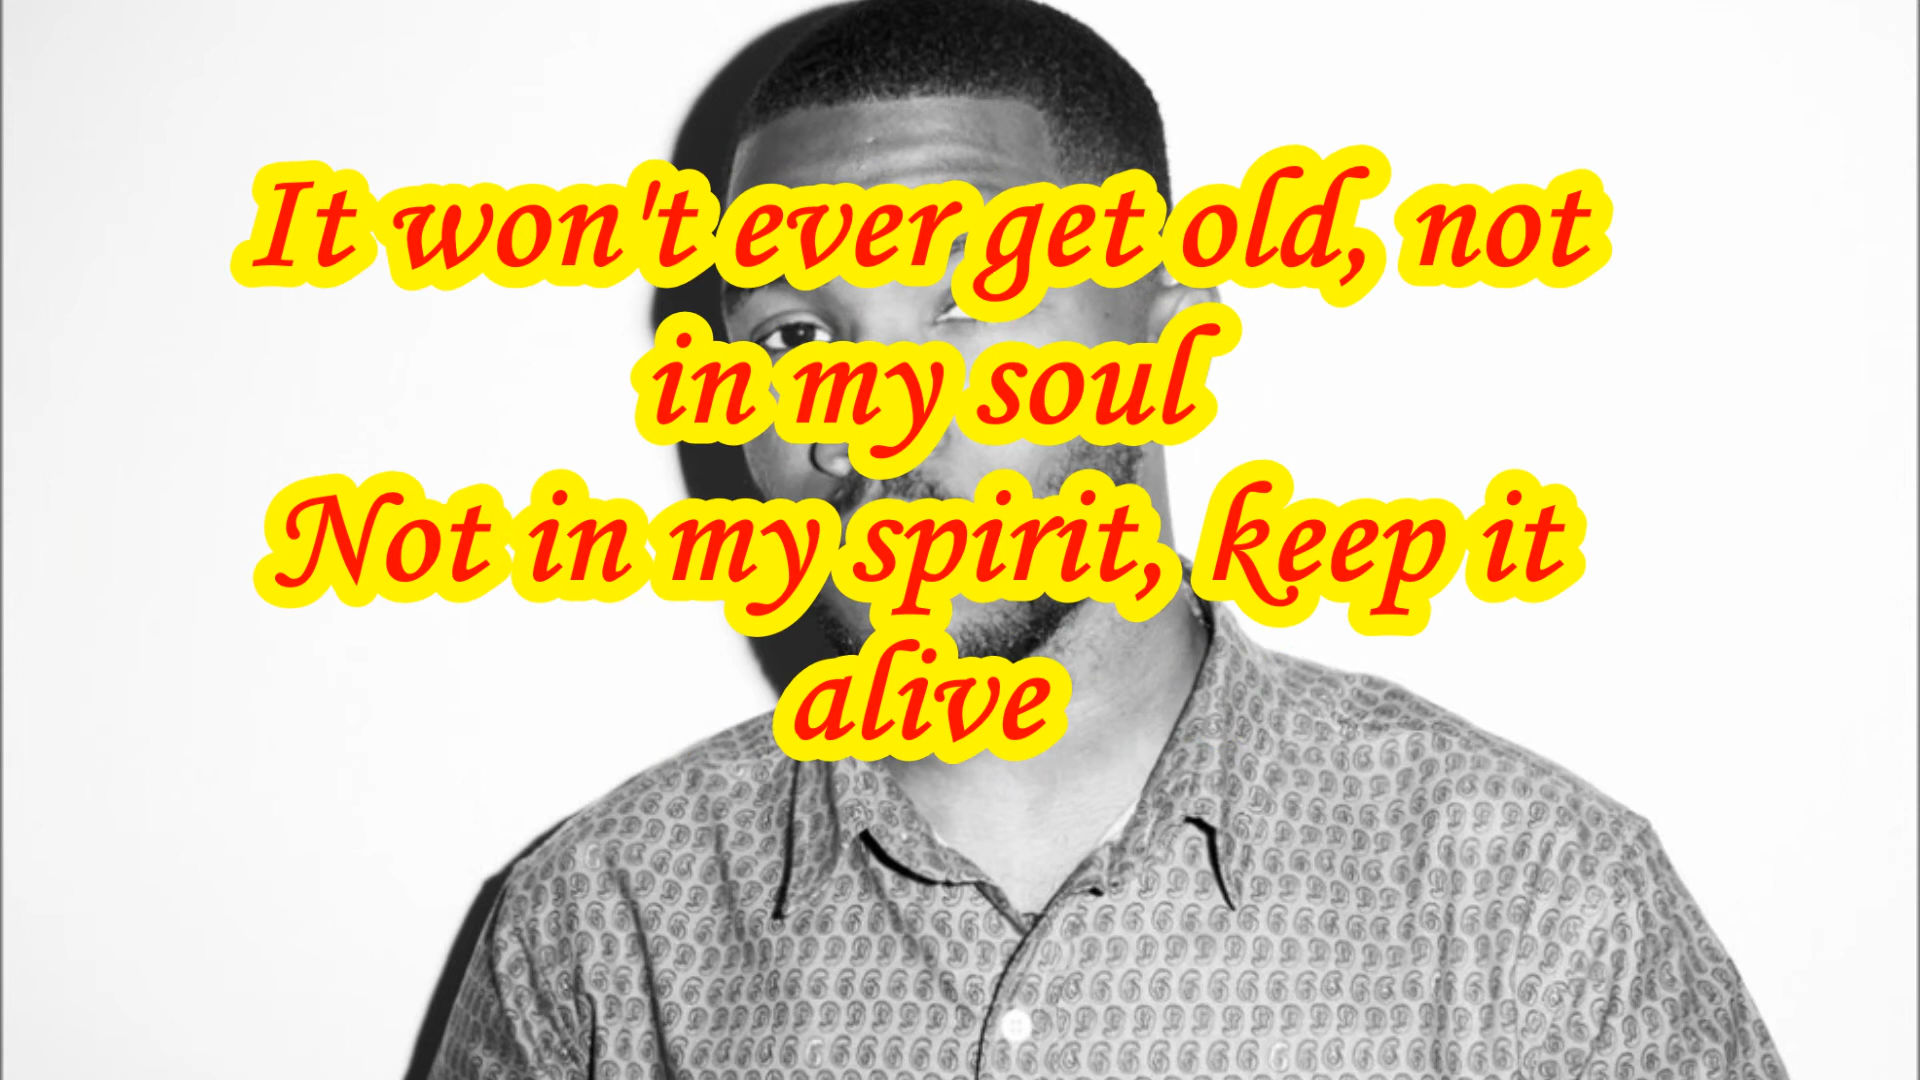 It won't ever get old, not
in my soul
Not in my spirit, keep it
alive